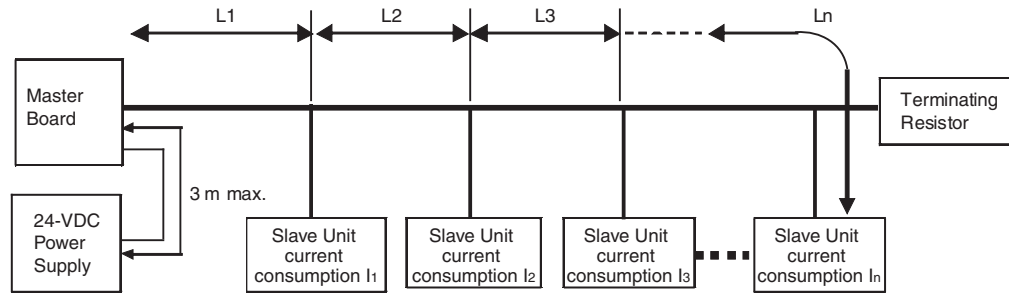 L1 L2 L3 Ln
Master
Board
Terminating
Resistor
3 m max.
24-VDC
Power
Supply
Slave Unit
current
consumption I1
Slave Unit
current
consumption I2
Slave Unit
current
consumption I3
Slave Unit
current
consumption In